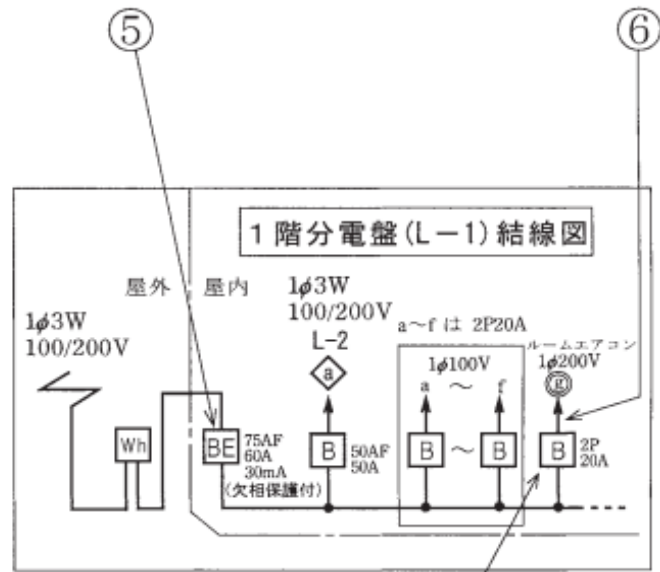 ⑤
⑥
1階分電盤(L-1)結線図
屋外
屋内
1φ3W
100/200V
1φ3W
100/200V
L-2
a
a～fは 2P20A
1φ100V
a ～ f
ルームエアコン
1φ200V
g
Wh
BE
75AF
60A
30mA
(欠相保護付)
B
50AF
50A
B ～ B
B
2P
20A